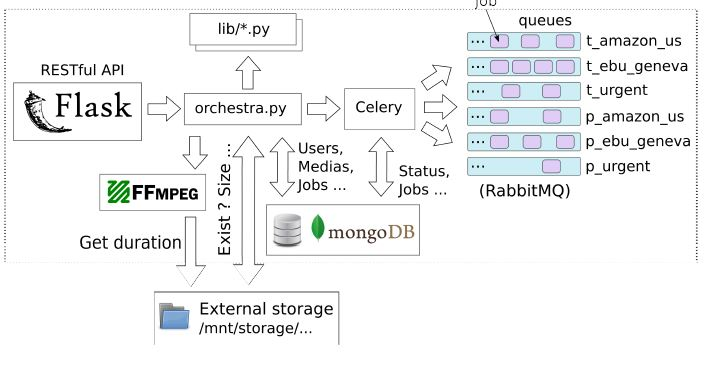 job
queues
lib/*.py
t_amazon_us
t_ebu_geneva
t_urgent
p_amazon_us
p_ebu_geneva
p_urgent
(RabbitMQ)
RESTful API
Flask
orchestra.py
Celery
Users,
Medias,
Jobs ...
Status,
Jobs ...
FFMPEG
Exist ? Size ...
mongoDB
Get duration
External storage
/mnt/storage/...